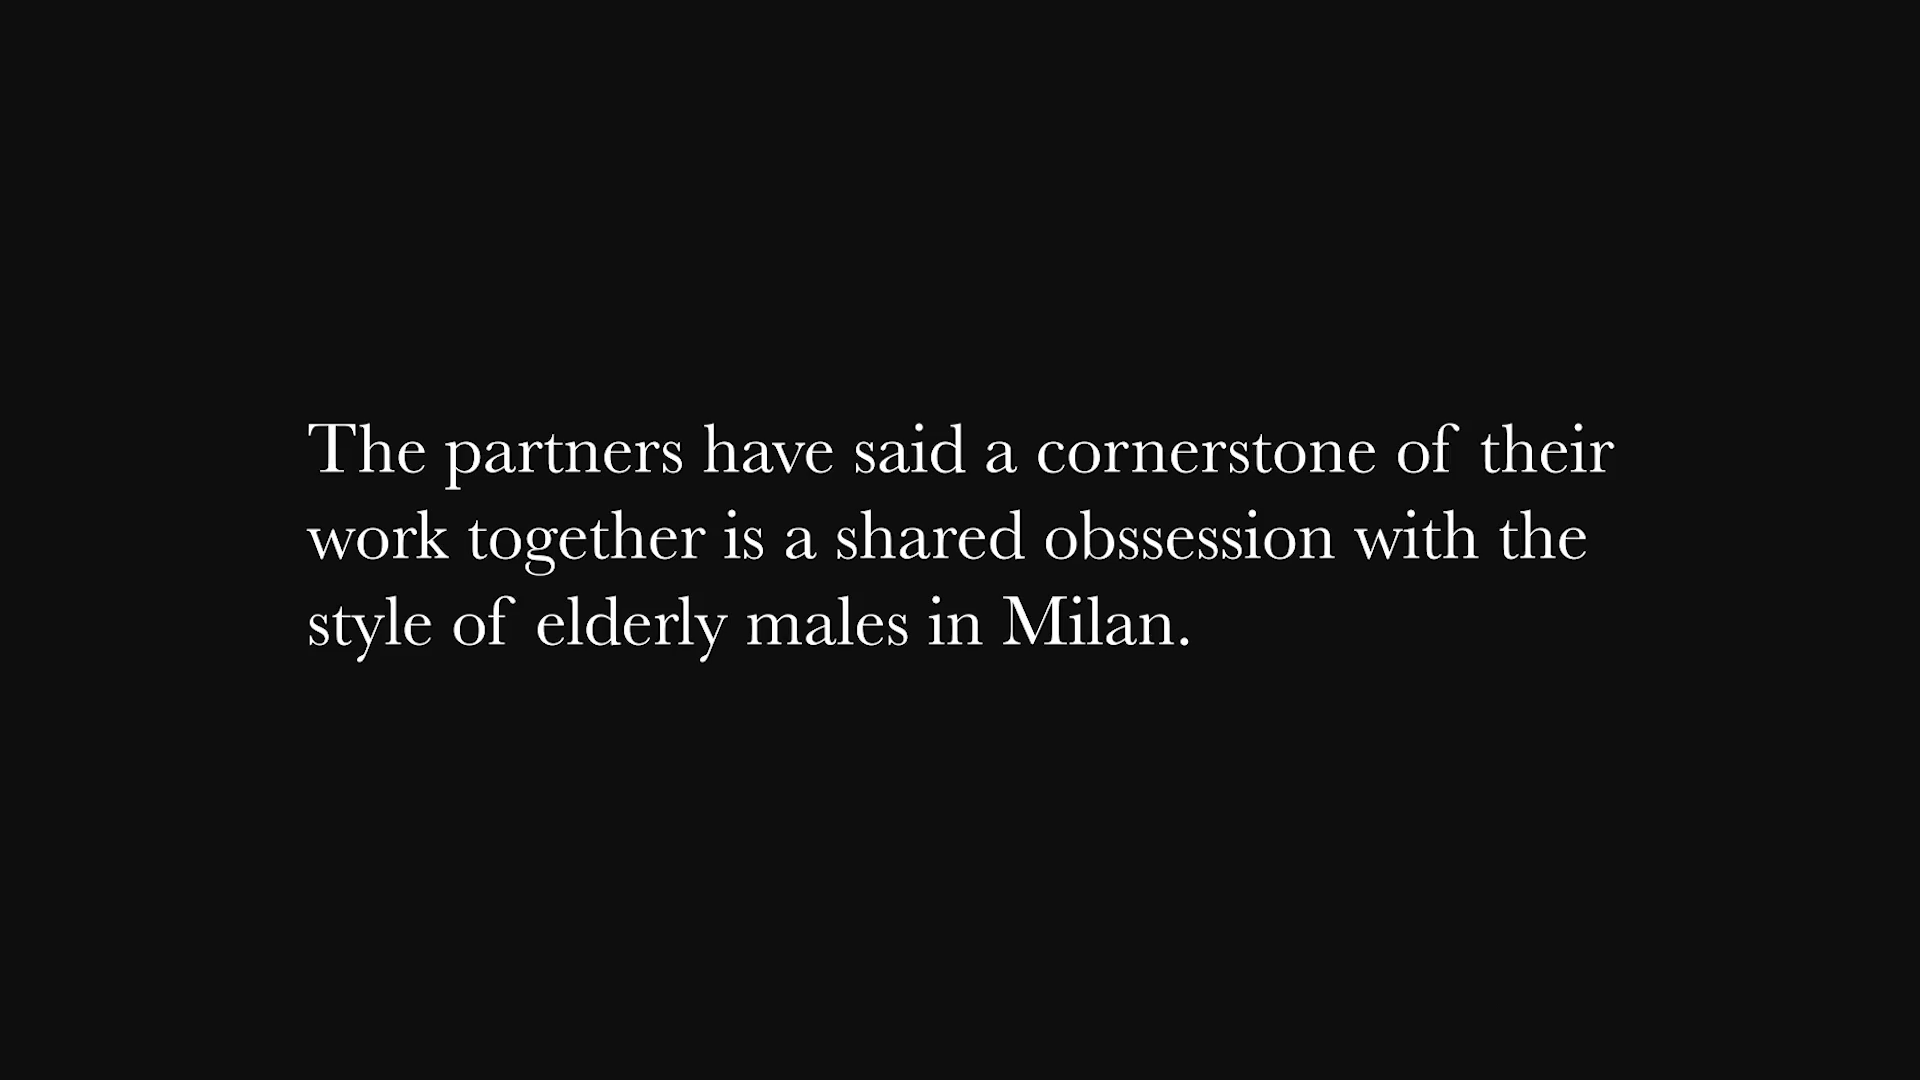 The partners have said a cornerstone of their
work together is a shared obssession with the
style of elderly males in Milan.